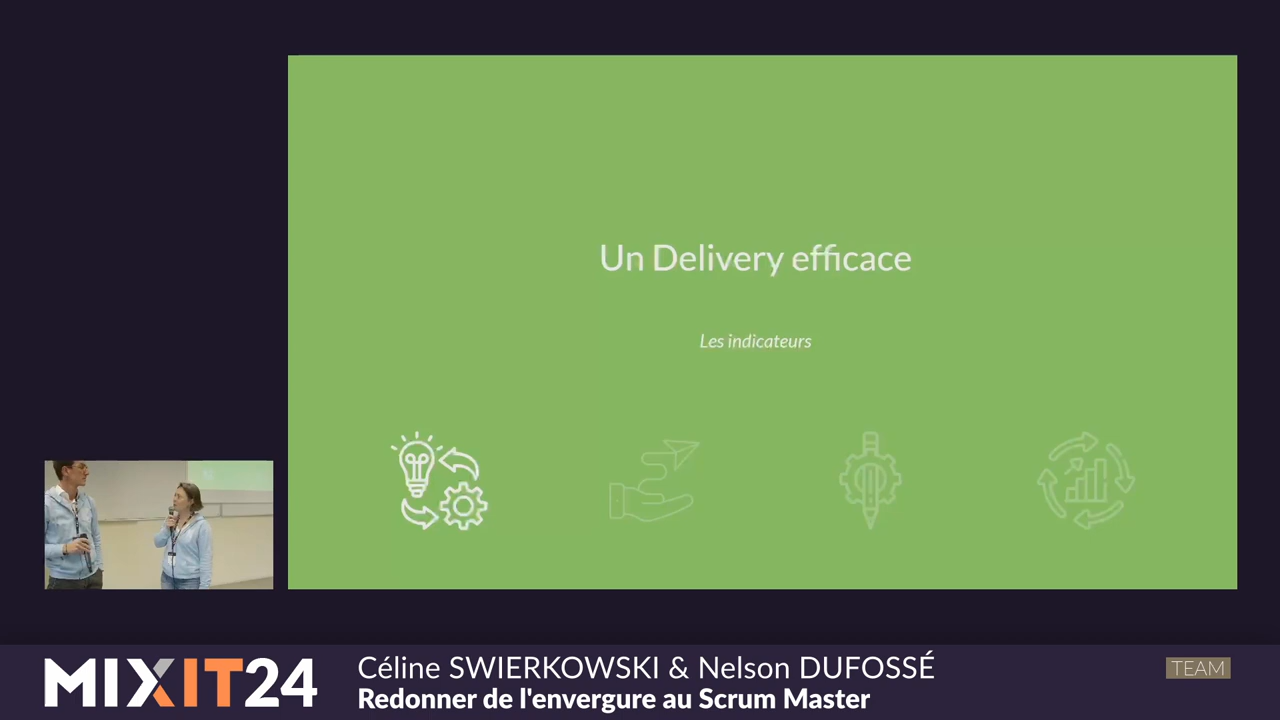 Un Delivery efficace
Les indicateurs
MIXIT24
Céline SWIERKOWSKI & Nelson DUFOSSÉ
Redonner de l'envergure au Scrum Master
TEAM